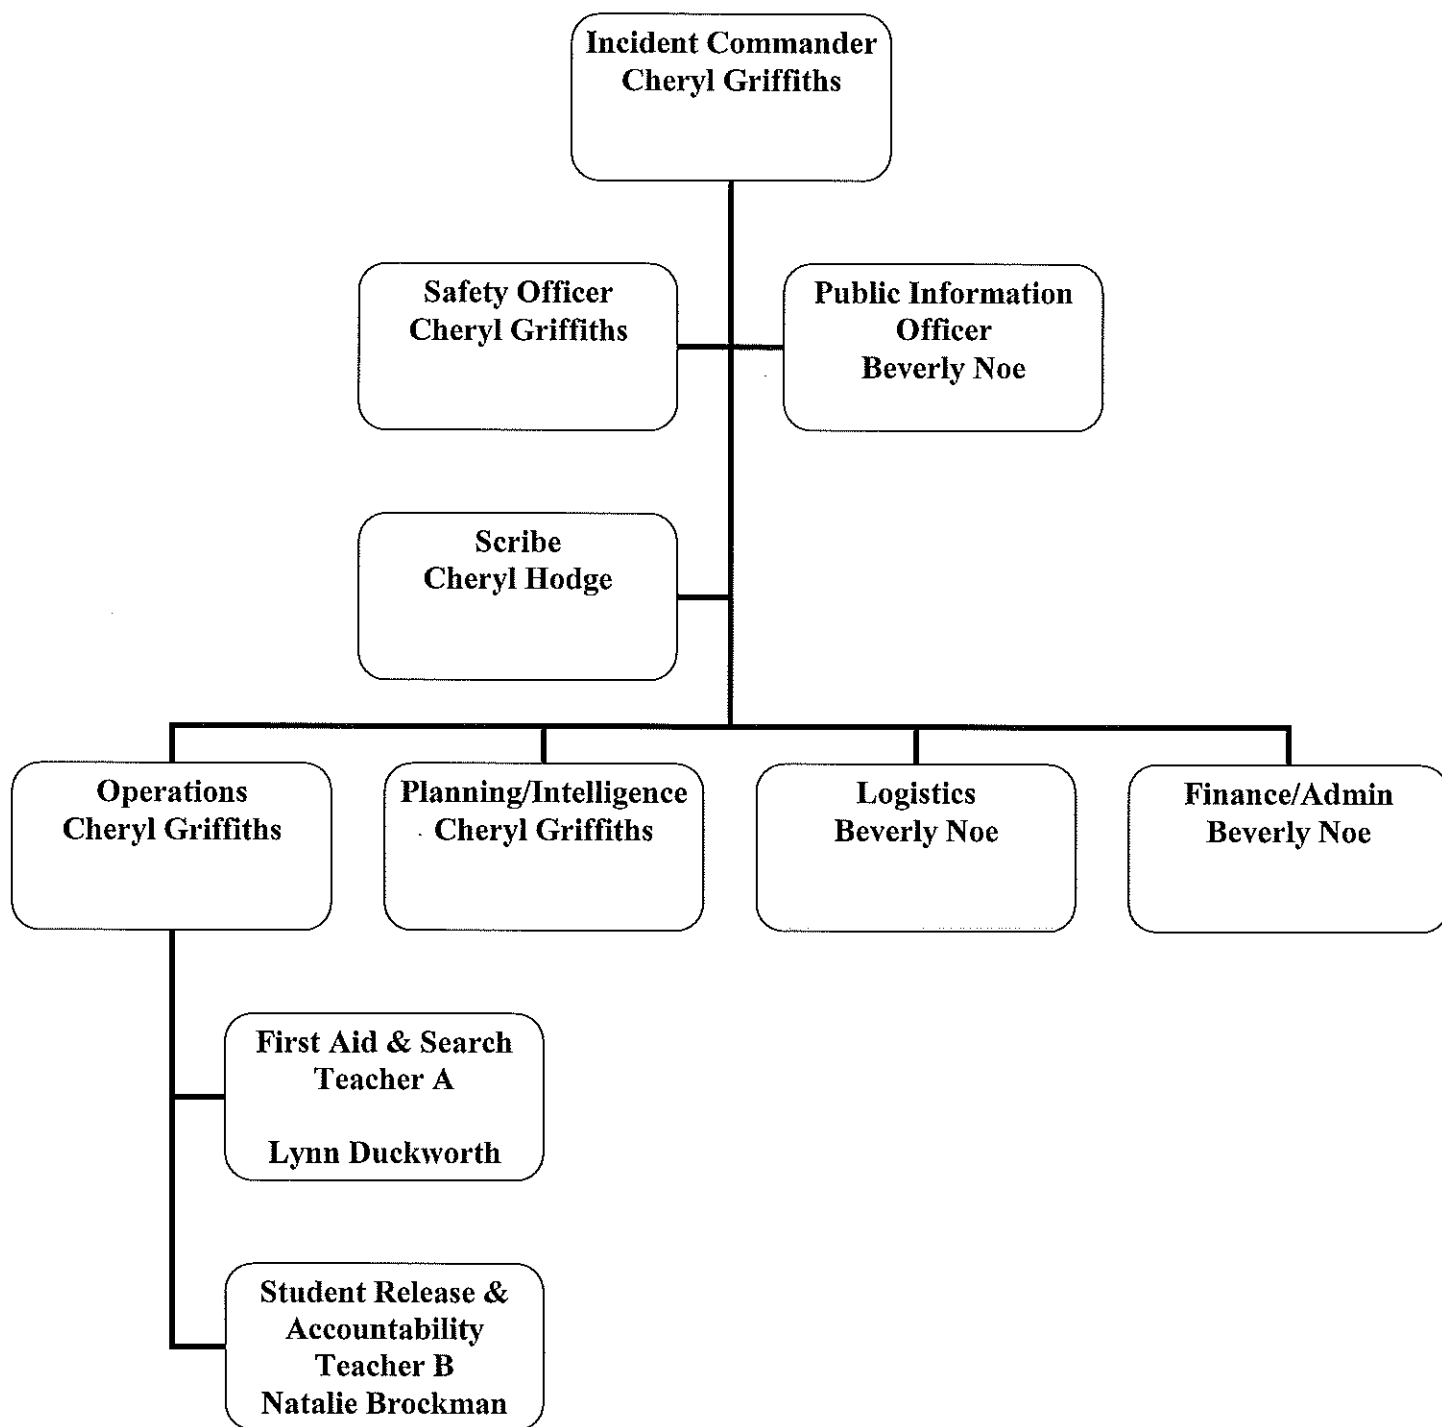 Incident Commander
Cheryl Griffiths
Safety Officer
Cheryl Griffiths
Public Information
Officer
Beverly Noe
Scribe
Cheryl Hodge
Operations
Cheryl Griffiths
Planning/Intelligence
Cheryl Griffiths
Logistics
Beverly Noe
Finance/Admin
Beverly Noe
First Aid & Search
Teacher A
Lynn Duckworth
Student Release &
Accountability
Teacher B
Natalie Brockman